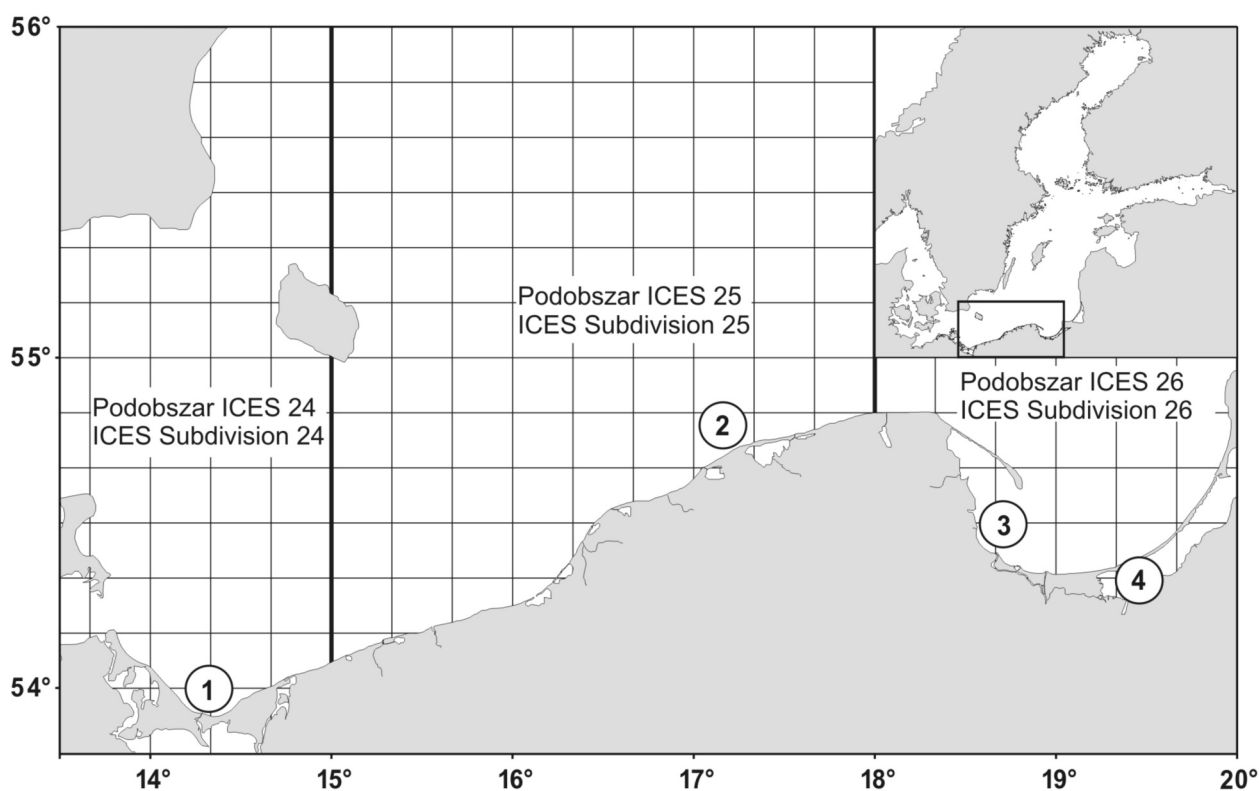 56°
Podobszar ICES 25
ICES Subdivision 25
55°
Podobszar ICES 24
ICES Subdivision 24
Podobszar ICES 26
ICES Subdivision 26
2
3
4
54°
1
14°
15°
16°
17°
18°
19°
20°